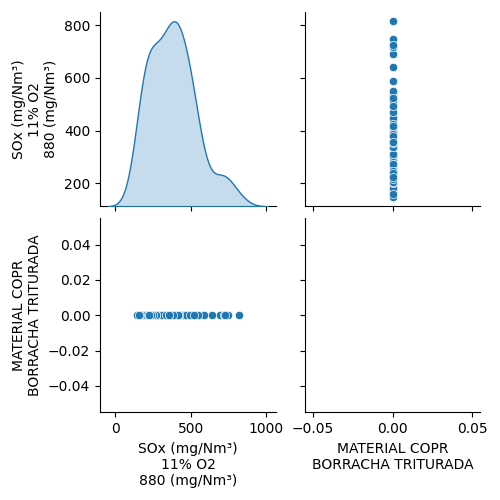 SOx (mg/Nm³)
11% O2
880 (mg/Nm³)
800
600
400
200
MATERIAL COPR
BORRACHA TRITURADA
0.04
0.02
0.00
−0.02
−0.04
0
500
1000
SOx (mg/Nm³)
11% O2
880 (mg/Nm³)
−0.05
0.00
0.05
MATERIAL COPR
BORRACHA TRITURADA